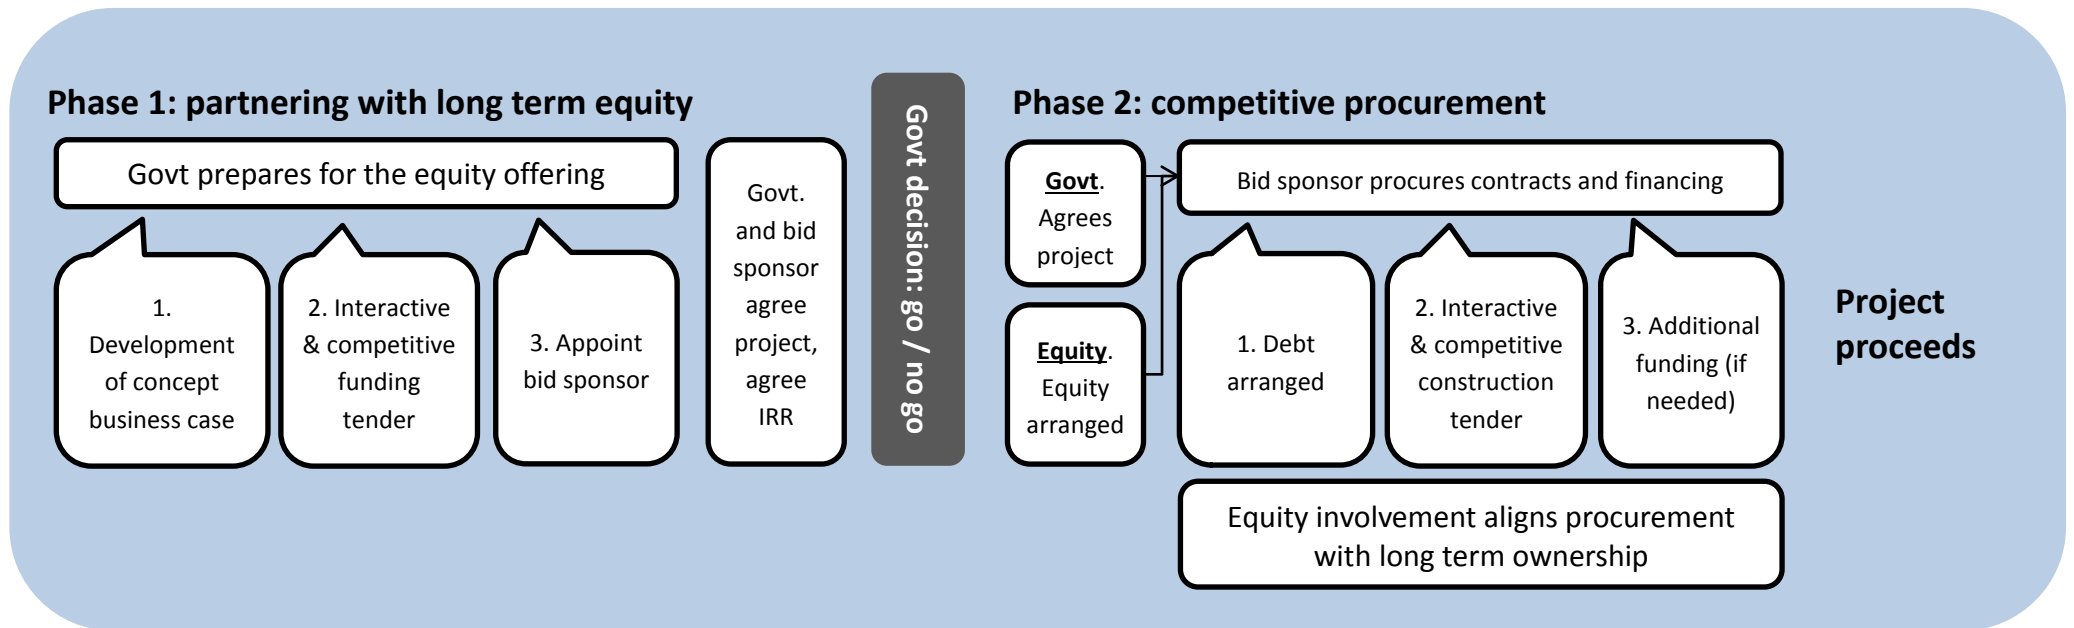 Phase 1: partnering with long term equity
Govt prepares for the equity offering
1.
Development
of concept
business case
2. Interactive
& competitive
funding
tender
3. Appoint
bid sponsor
Govt.
and bid
sponsor
agree
project,
agree
IRR
Govt decision: go / no go
Phase 2: competitive procurement
Govt.
Agrees
project
Equity.
Equity
arranged
Bid sponsor procures contracts and financing
1. Debt
arranged
2. Interactive
& competitive
construction
tender
3. Additional
funding (if
needed)
Equity involvement aligns procurement
with long term ownership
Project
proceeds